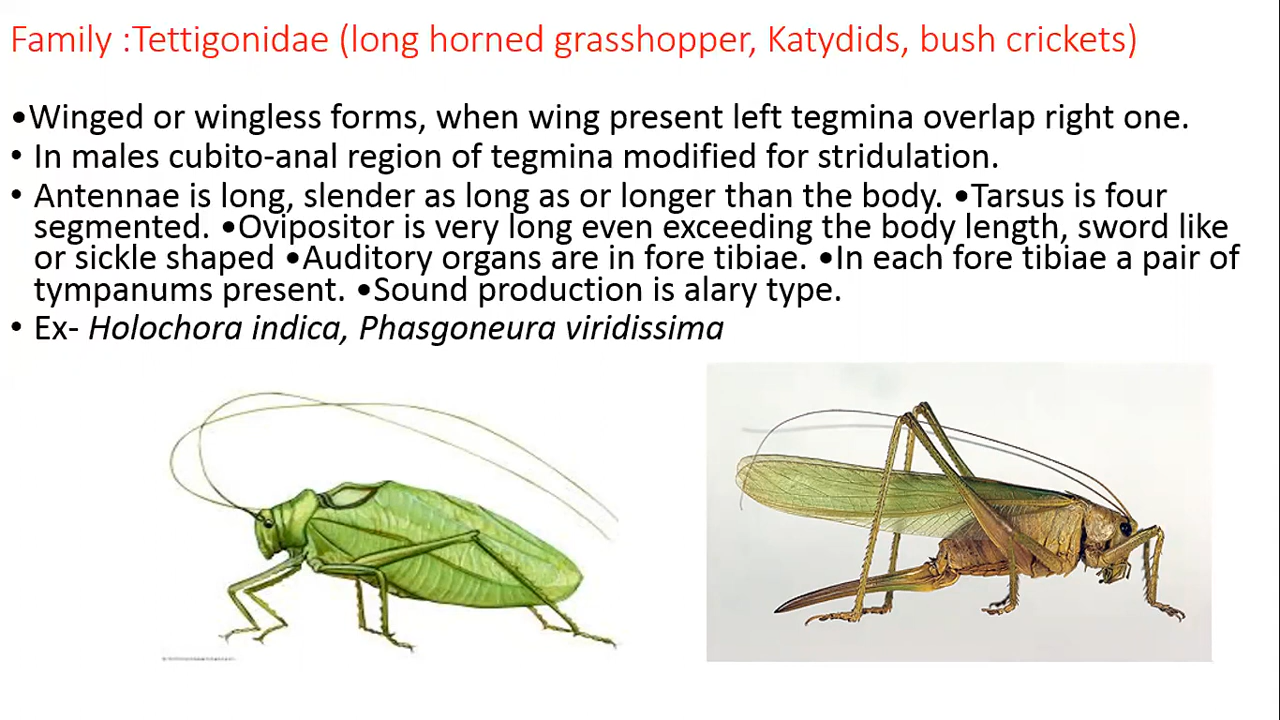 Family :Tettigonidae (long horned grasshopper, Katydids, bush crickets)
•Winged or wingless forms, when wing present left tegmina overlap right one.
• In males cubito-anal region of tegmina modified for stridulation.
• Antennae is long, slender as long as or longer than the body. •Tarsus is four
segmented. •Ovipositor is very long even exceeding the body length, sword like
or sickle shaped •Auditory organs are in fore tibiae. •In each fore tibiae a pair of
tympanums present. •Sound production is alary type.
• Ex- Holochora indica, Phasgoneura viridissima